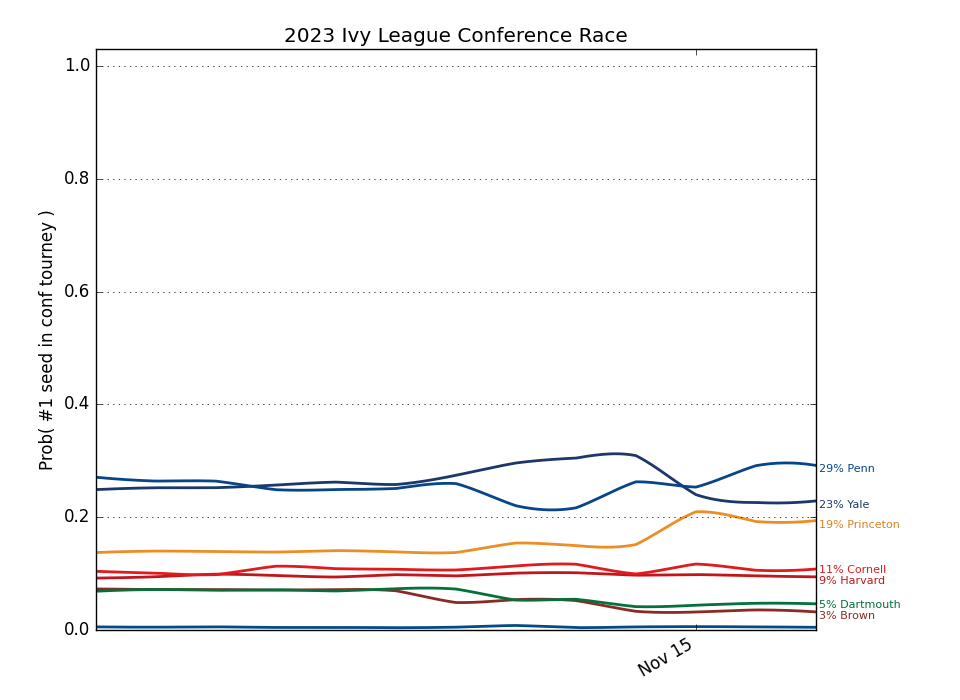 2023 Ivy League Conference Race
Prob( #1 seed in conf tourney )
1.0
0.8
0.6
0.4
0.2
0.0
29% Penn
23% Yale
19% Princeton
11% Cornell
9% Harvard
5% Dartmouth
3% Brown
Nov 15